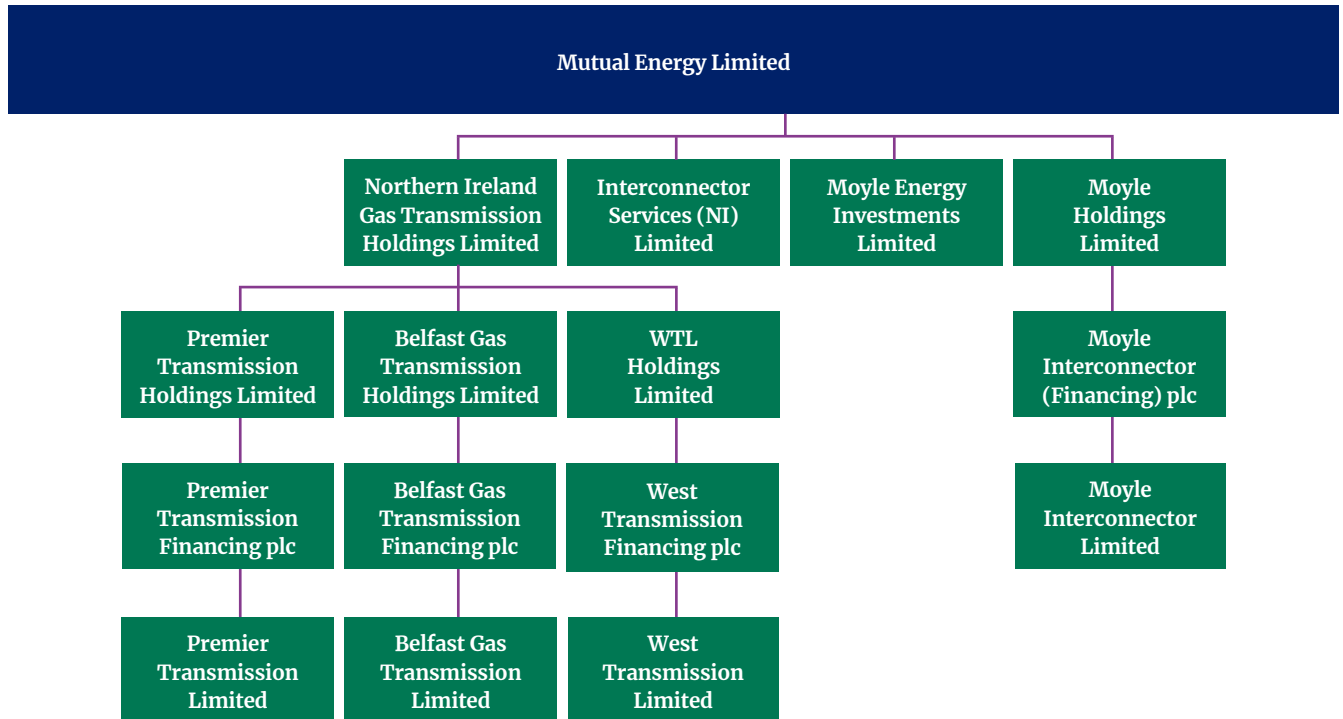 Mutual Energy Limited
Northern Ireland
Gas Transmission
Holdings Limited
Interconnector
Services (NI)
Limited
Moyle Energy
Investments
Limited
Moyle
Holdings
Limited
Premier
Transmission
Holdings Limited
Belfast Gas
Transmission
Holdings Limited
WTL
Holdings
Limited
Moyle
Interconnector
(Financing) plc
Premier
Transmission
Financing plc
Belfast Gas
Transmission
Financing plc
West
Transmission
Financing plc
Moyle
Interconnector
Limited
Premier
Transmission
Limited
Belfast Gas
Transmission
Limited
West
Transmission
Limited